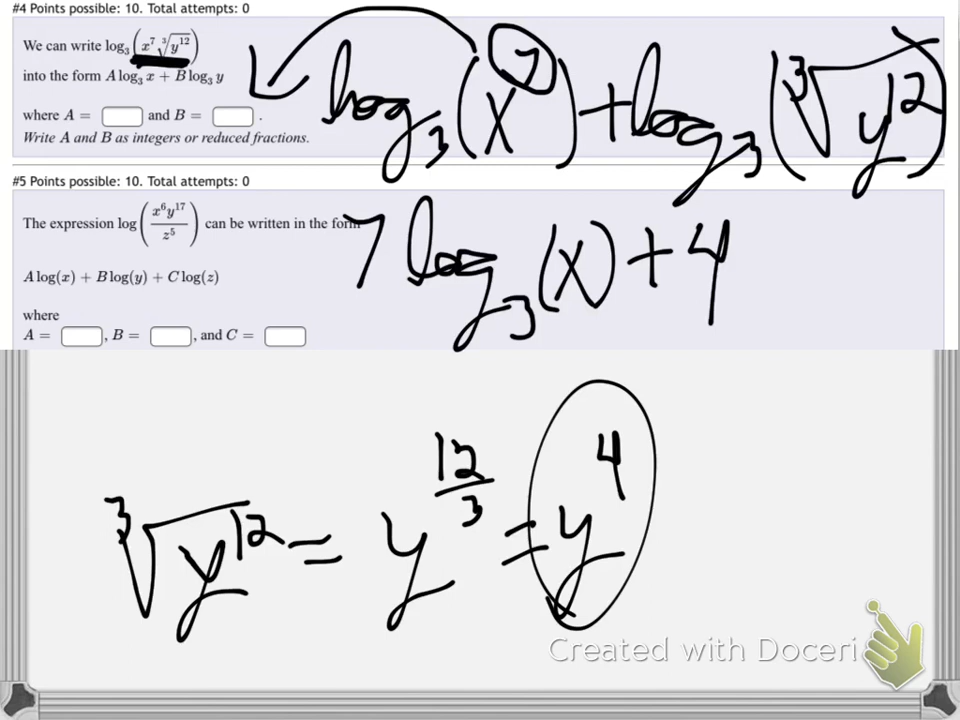 #4 Points possible: 10. Total attempts: 0
We can write log₃(x⁷ ∛y¹²)
into the form A log₃ x + B log₃ y
where A = and B = .
Write A and B as integers or reduced fractions.
log₃(x⁷) + log₃(∛y¹²)
#5 Points possible: 10. Total attempts: 0
The expression log(x⁶y¹⁷/z⁵) can be written in the form
A log(x) + B log(y) + C log(z)
where
A = , B = , and C =
7 log₃(x) + 4
∛y¹² = y^(12/3) = y⁴
Created with Doceri